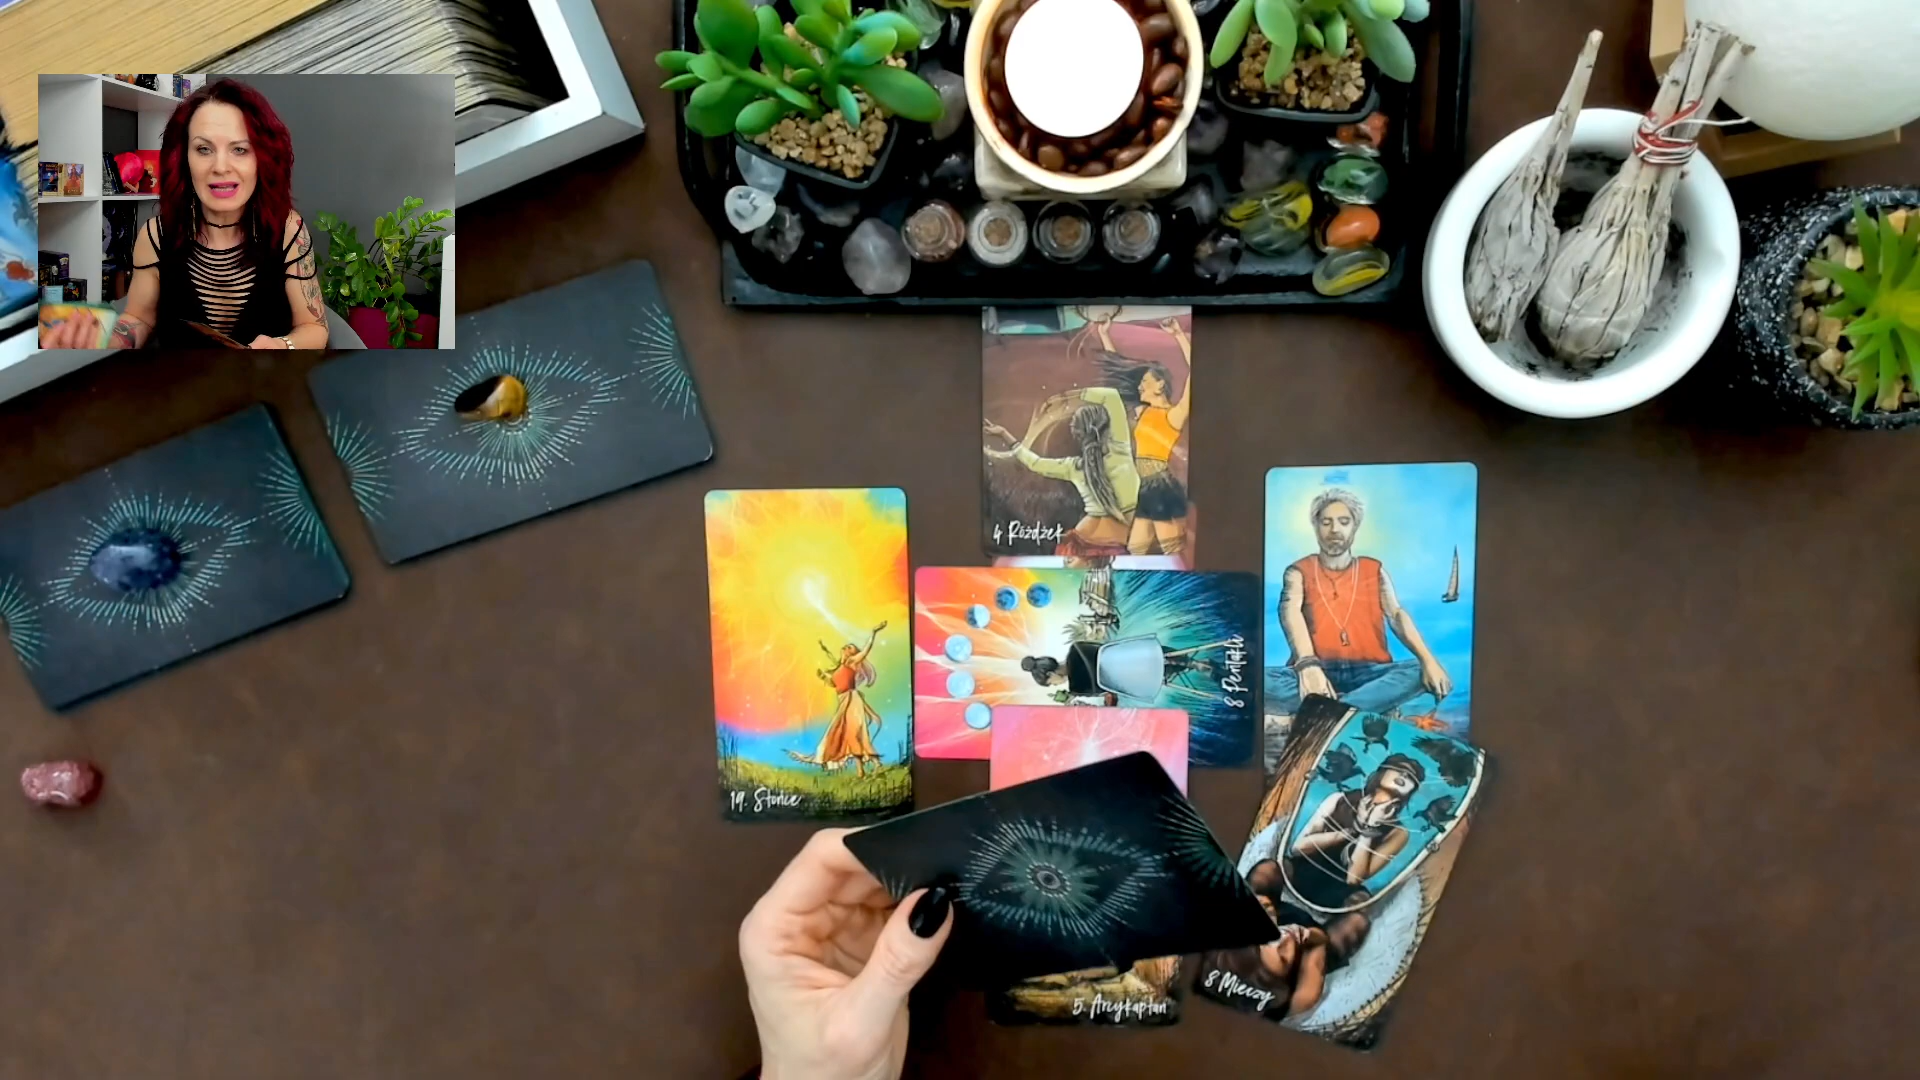 4 Różdżek
8 Pentakli
19. Słońce
5. Arcykapłan
8 Mieczy